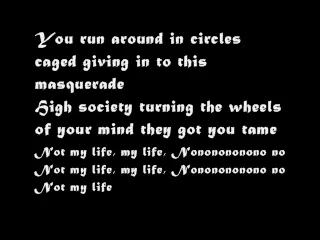 You run around in circles
caged giving in to this
masquerade
High society turning the wheels
of your mind they got you tame
Not my life, my life, Nononononono no
Not my life, my life, Nononononono no
Not my life